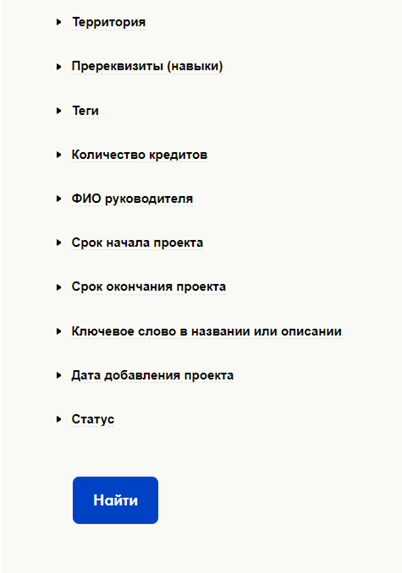 Территория
Пререквизиты (навыки)
Теги
Количество кредитов
ФИО руководителя
Срок начала проекта
Срок окончания проекта
Ключевое слово в названии или описании
Дата добавления проекта
Статус
Найти